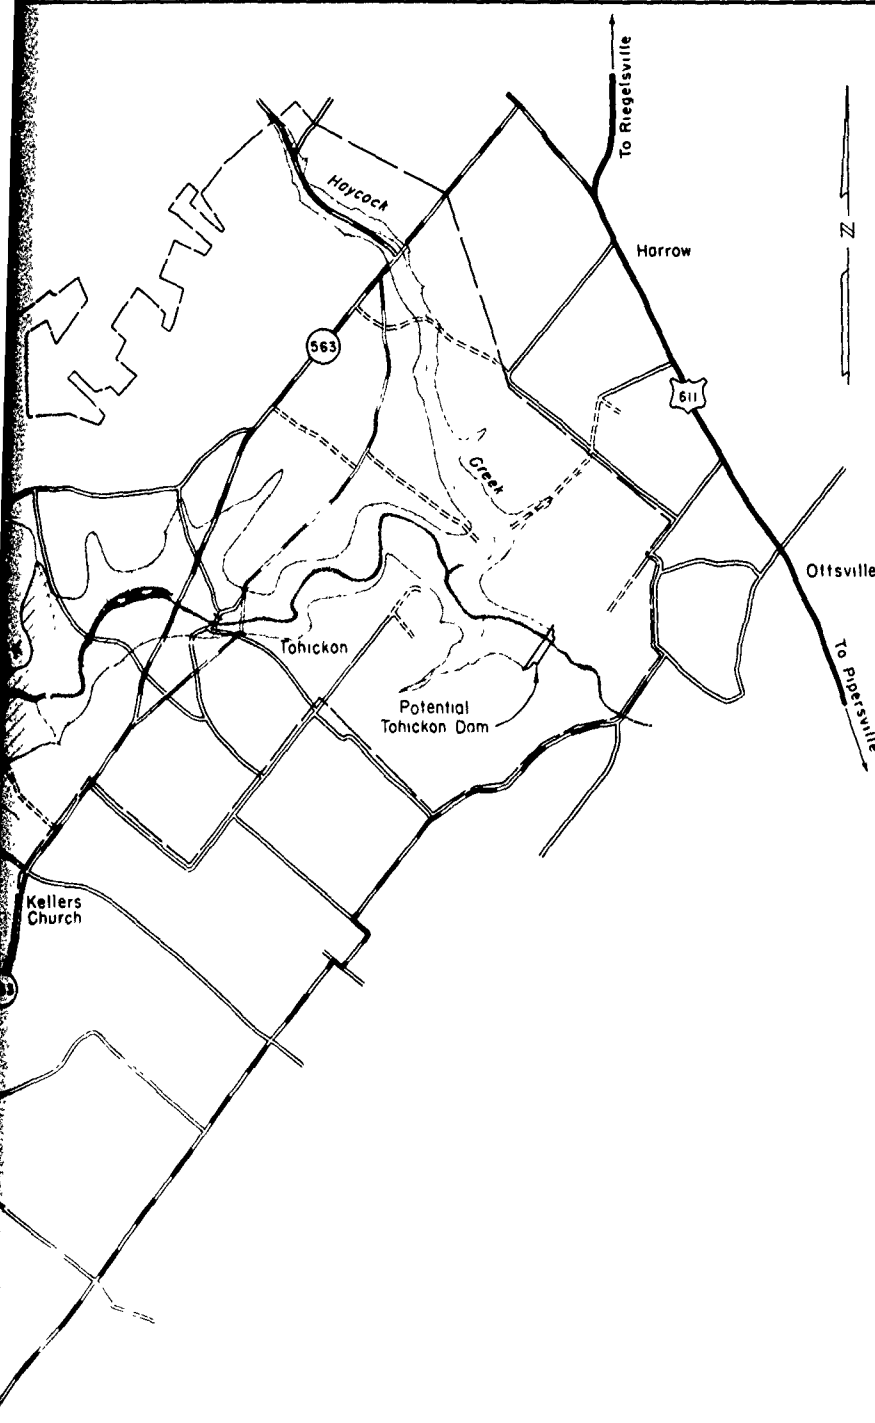 To Riegelsville
Haycock
N
Harrow
563
611
Creek
Ottsville
Tohickon
To Pipersville
Potential
Tohickon Dam
Kellers
Church